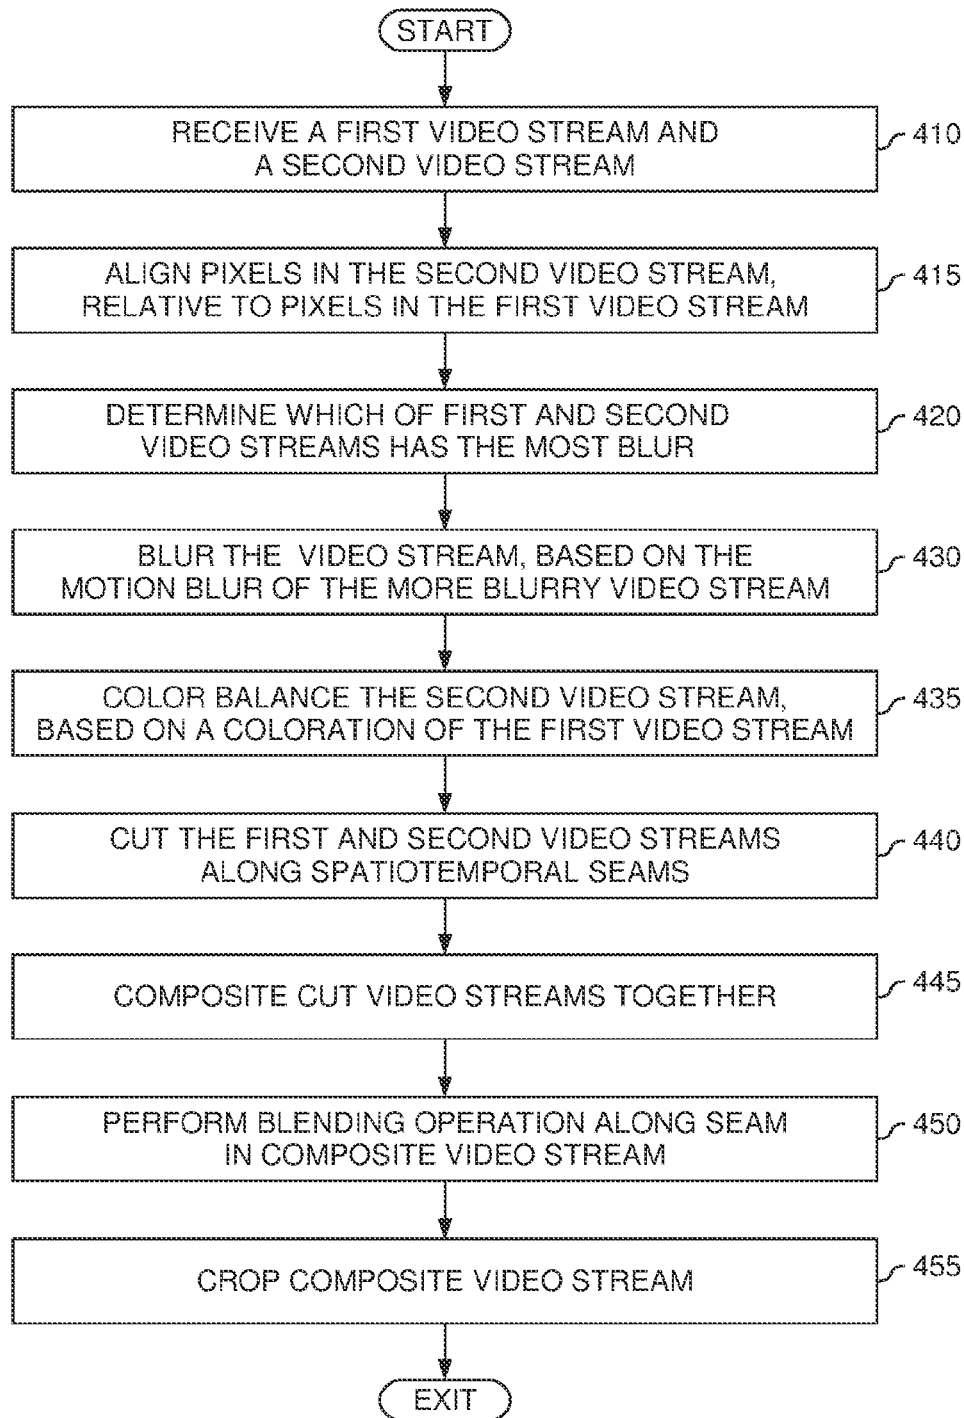 START
RECEIVE A FIRST VIDEO STREAM AND
A SECOND VIDEO STREAM
410
ALIGN PIXELS IN THE SECOND VIDEO STREAM,
RELATIVE TO PIXELS IN THE FIRST VIDEO STREAM
415
DETERMINE WHICH OF FIRST AND SECOND
VIDEO STREAMS HAS THE MOST BLUR
420
BLUR THE VIDEO STREAM, BASED ON THE
MOTION BLUR OF THE MORE BLURRY VIDEO STREAM
430
COLOR BALANCE THE SECOND VIDEO STREAM,
BASED ON A COLORATION OF THE FIRST VIDEO STREAM
435
CUT THE FIRST AND SECOND VIDEO STREAMS
ALONG SPATIOTEMPORAL SEAMS
440
COMPOSITE CUT VIDEO STREAMS TOGETHER
445
PERFORM BLENDING OPERATION ALONG SEAM
IN COMPOSITE VIDEO STREAM
450
CROP COMPOSITE VIDEO STREAM
455
EXIT